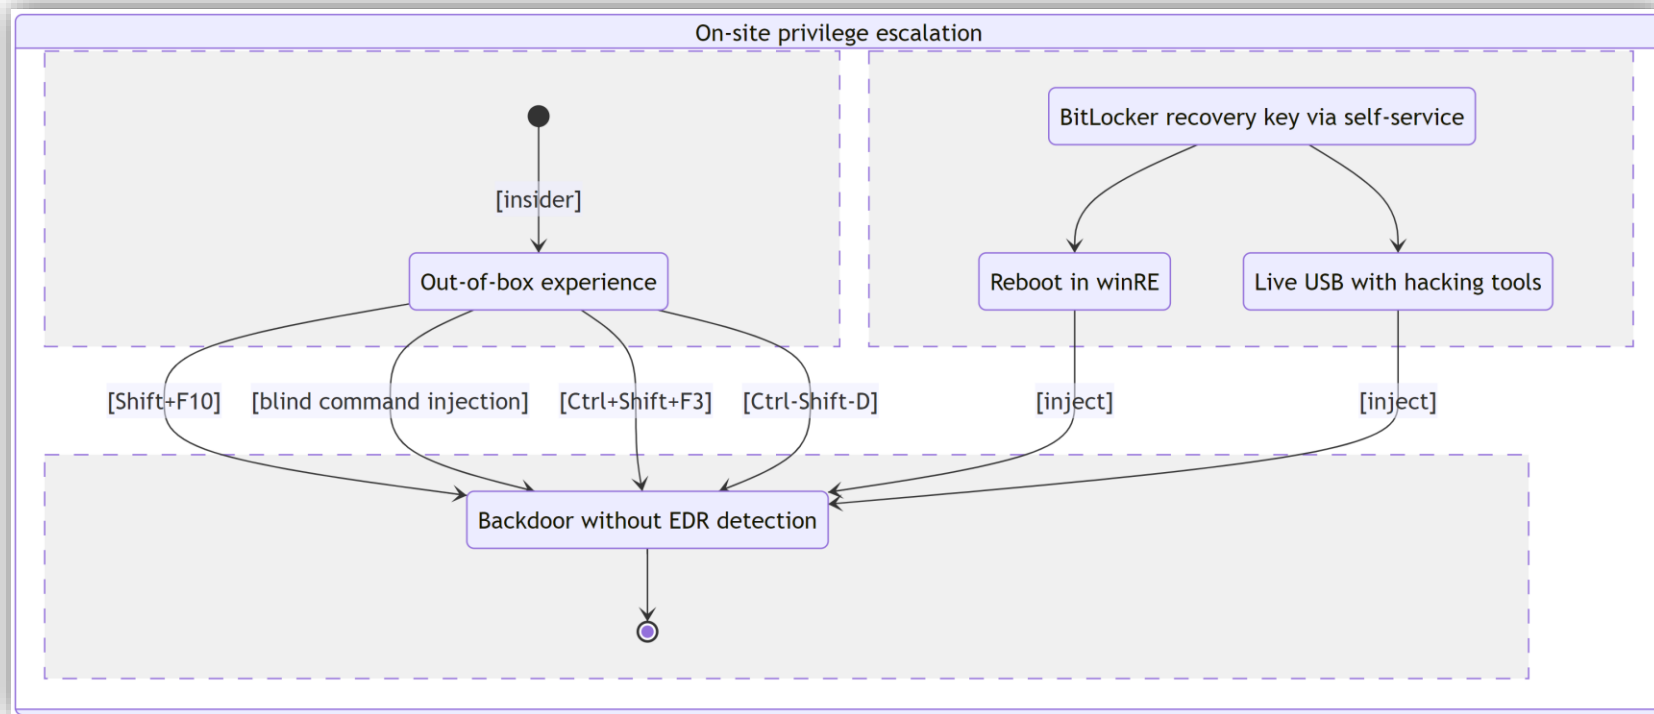 On-site privilege escalation
BitLocker recovery key via self-service
[insider]
Out-of-box experience
Reboot in winRE
Live USB with hacking tools
[Shift+F10]
[blind command injection]
[Ctrl+Shift+F3]
[Ctrl-Shift-D]
[inject]
[inject]
Backdoor without EDR detection